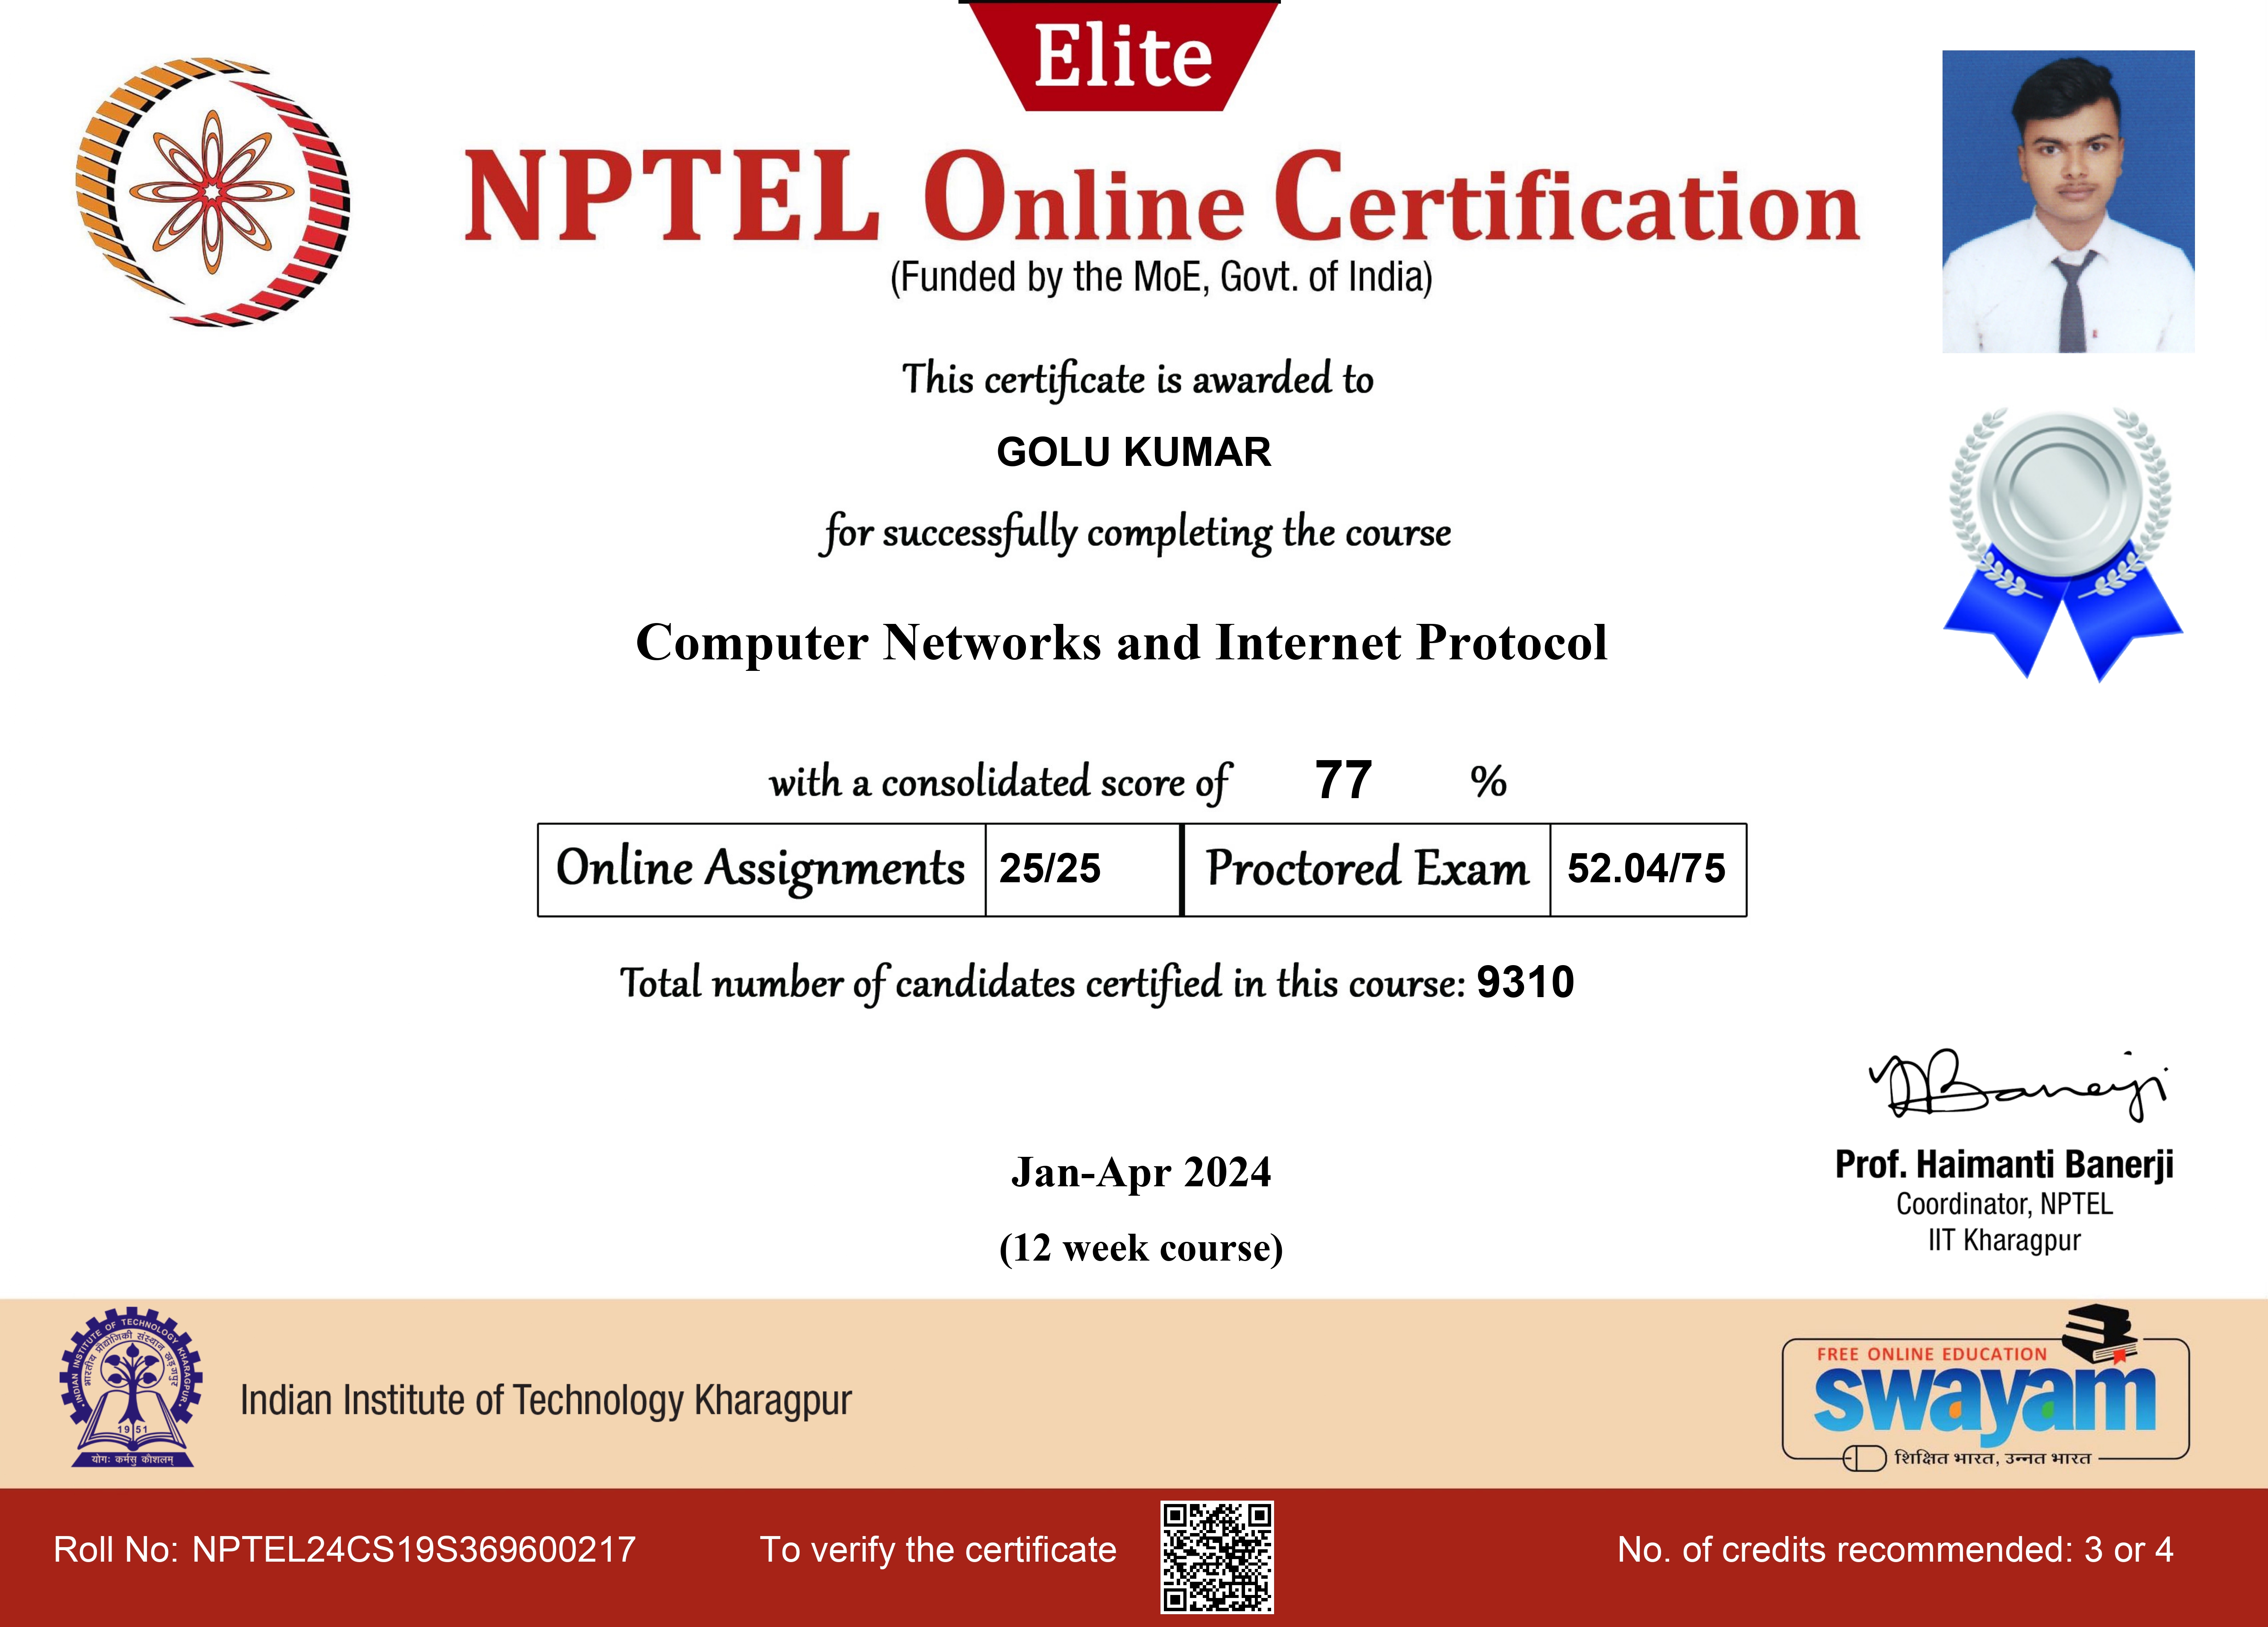 Elite
NPTEL Online Certification
(Funded by the MoE, Govt. of India)
This certificate is awarded to
GOLU KUMAR
for successfully completing the course
Computer Networks and Internet Protocol
with a consolidated score of 77 %
Online Assignments 25/25 Proctored Exam 52.04/75
Total number of candidates certified in this course: 9310
Banerji
Prof. Haimanti Banerji
Coordinator, NPTEL
IIT Kharagpur
Jan-Apr 2024
(12 week course)
INDIAN INSTITUTE OF TECHNOLOGY KHARAGPUR
भारतीय प्रौद्योगिकी संस्थान खड़गपुर
19 51
योगः कर्मसु कौशलम्
Indian Institute of Technology Kharagpur
FREE ONLINE EDUCATION
swayam
शिक्षित भारत, उन्नत भारत
Roll No: NPTEL24CS19S369600217
To verify the certificate
No. of credits recommended: 3 or 4